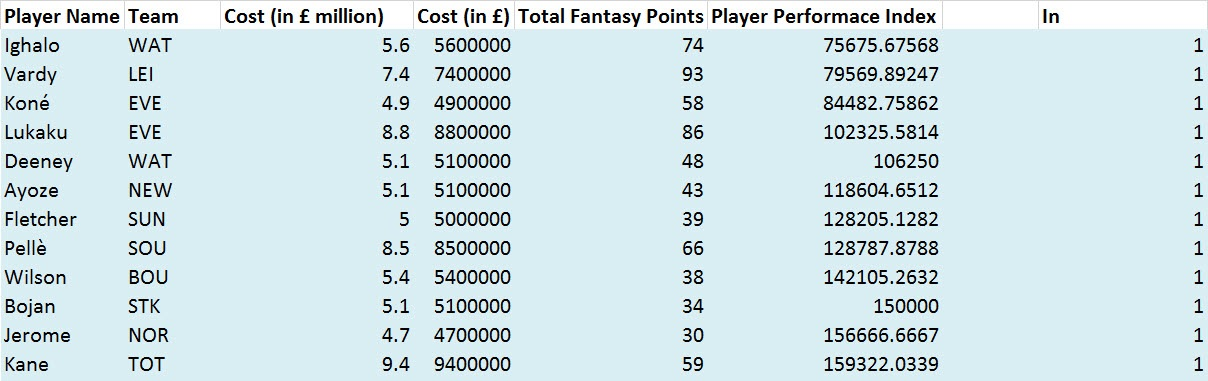 Player Name Team Cost (in £ million) Cost (in £) Total Fantasy Points Player Performace Index In
Ighalo WAT 5.6 5600000 74 75675.67568 1
Vardy LEI 7.4 7400000 93 79569.89247 1
Koné EVE 4.9 4900000 58 84482.75862 1
Lukaku EVE 8.8 8800000 86 102325.5814 1
Deeney WAT 5.1 5100000 48 106250 1
Ayoze NEW 5.1 5100000 43 118604.6512 1
Fletcher SUN 5 5000000 39 128205.1282 1
Pellè SOU 8.5 8500000 66 128787.8788 1
Wilson BOU 5.4 5400000 38 142105.2632 1
Bojan STK 5.1 5100000 34 150000 1
Jerome NOR 4.7 4700000 30 156666.6667 1
Kane TOT 9.4 9400000 59 159322.0339 1